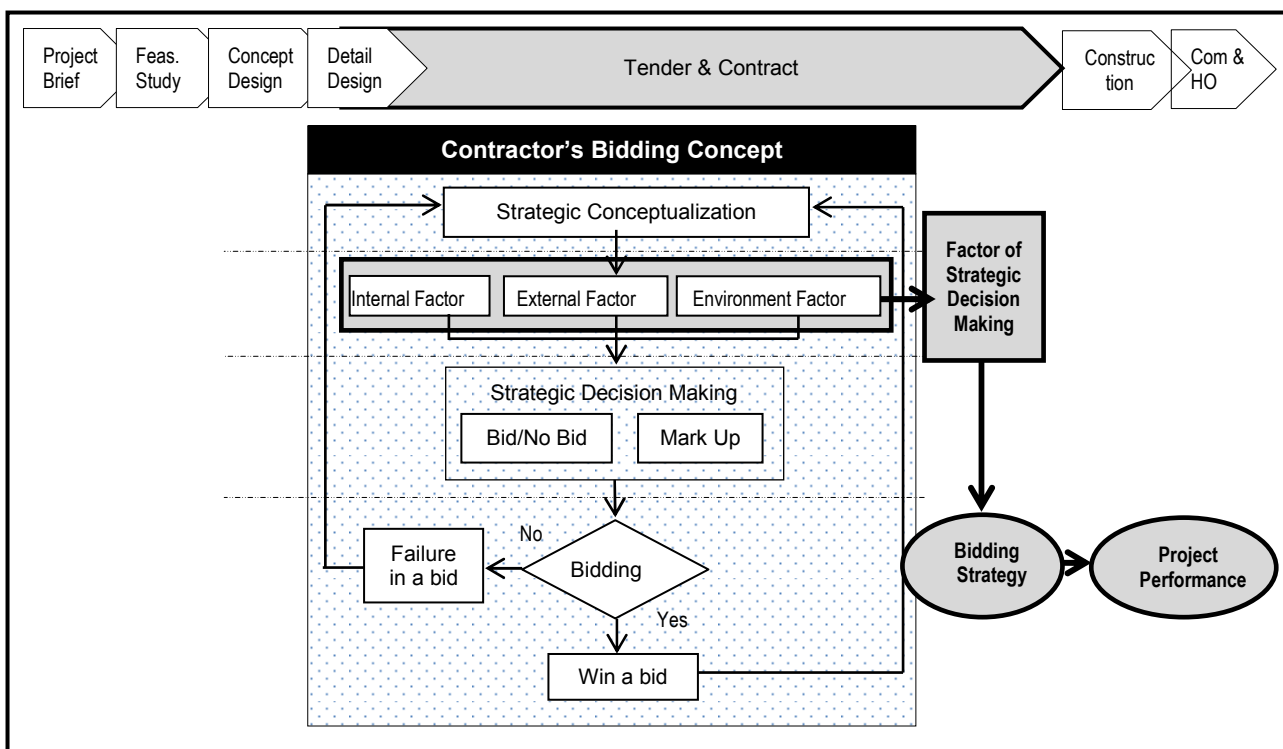 Project
Brief
Feas.
Study
Concept
Design
Detail
Design
Tender & Contract
Construc
tion
Com &
HO
Contractor's Bidding Concept
Strategic Conceptualization
Internal Factor
External Factor
Environment Factor
Factor of
Strategic
Decision
Making
Strategic Decision Making
Bid/No Bid
Mark Up
No
Failure
in a bid
Bidding
Yes
Win a bid
Bidding
Strategy
Project
Performance